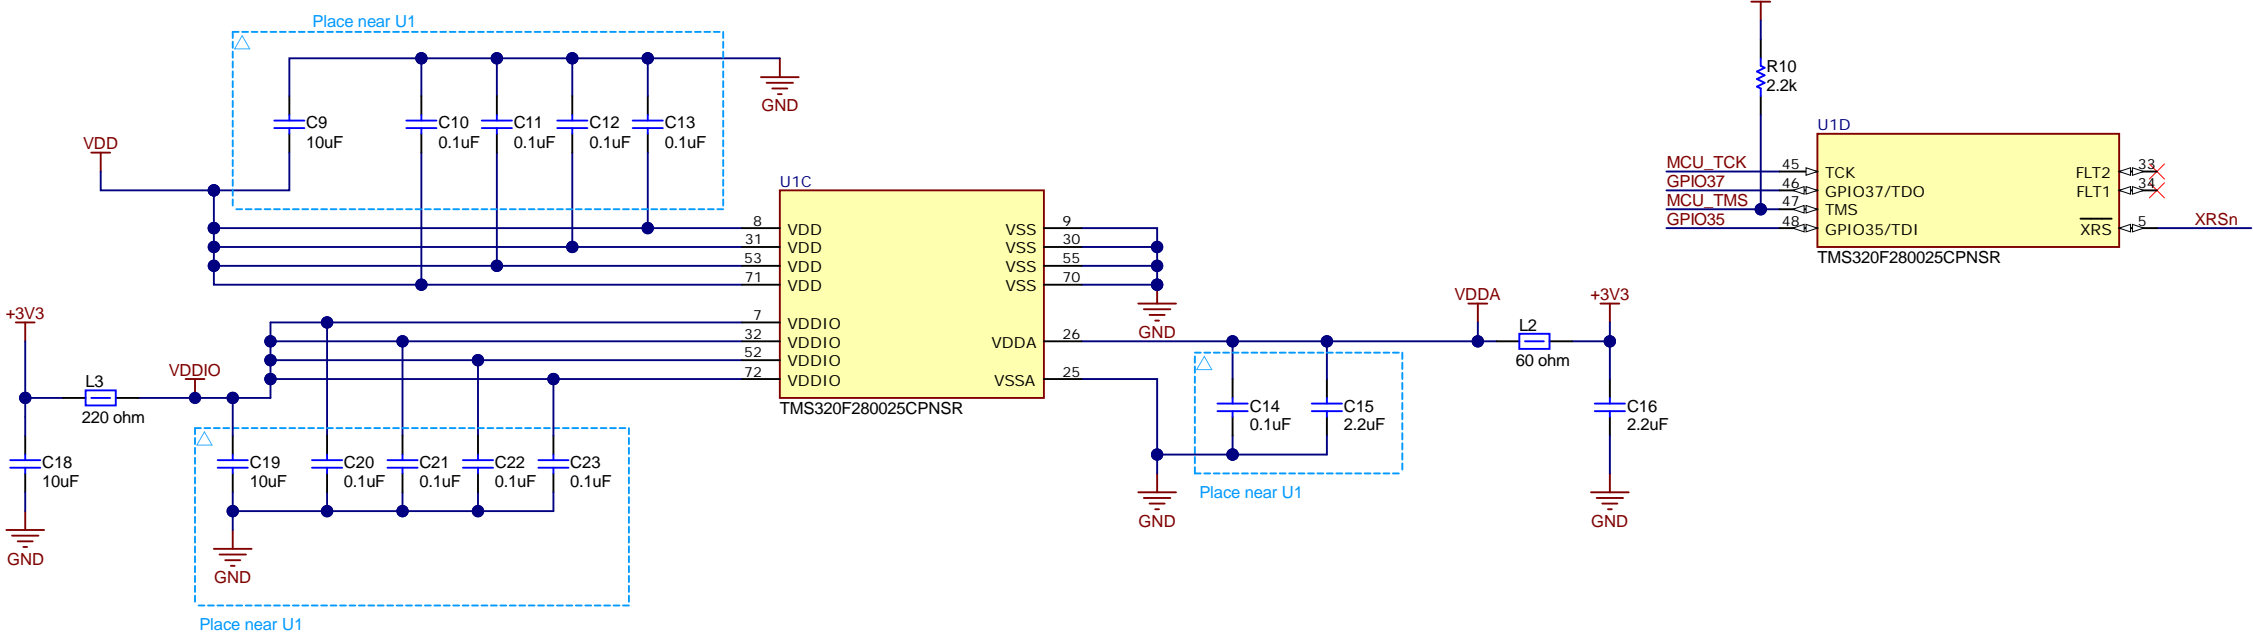 Place near U1
GND
C9
10uF
C10
0.1uF
C11
0.1uF
C12
0.1uF
C13
0.1uF
VDD
U1C
8 VDD
31 VDD
53 VDD
71 VDD
7 VDDIO
32 VDDIO
52 VDDIO
72 VDDIO
VSS 9
VSS 30
VSS 55
VSS 70
VDDA 26
VSSA 25
TMS320F280025CPNSR
GND
+3V3
L3
220 ohm
VDDIO
C18
10uF
GND
C19
10uF
C20
0.1uF
C21
0.1uF
C22
0.1uF
C23
0.1uF
GND
Place near U1
C14
0.1uF
C15
2.2uF
Place near U1
GND
VDDA
L2
60 ohm
+3V3
C16
2.2uF
GND
R10
2.2k
U1D
MCU_TCK 45 TCK
GPIO37 46 GPIO37/TDO
MCU_TMS 47 TMS
GPIO35 48 GPIO35/TDI
FLT2 33
FLT1 34
XRS 5 XRSn
TMS320F280025CPNSR